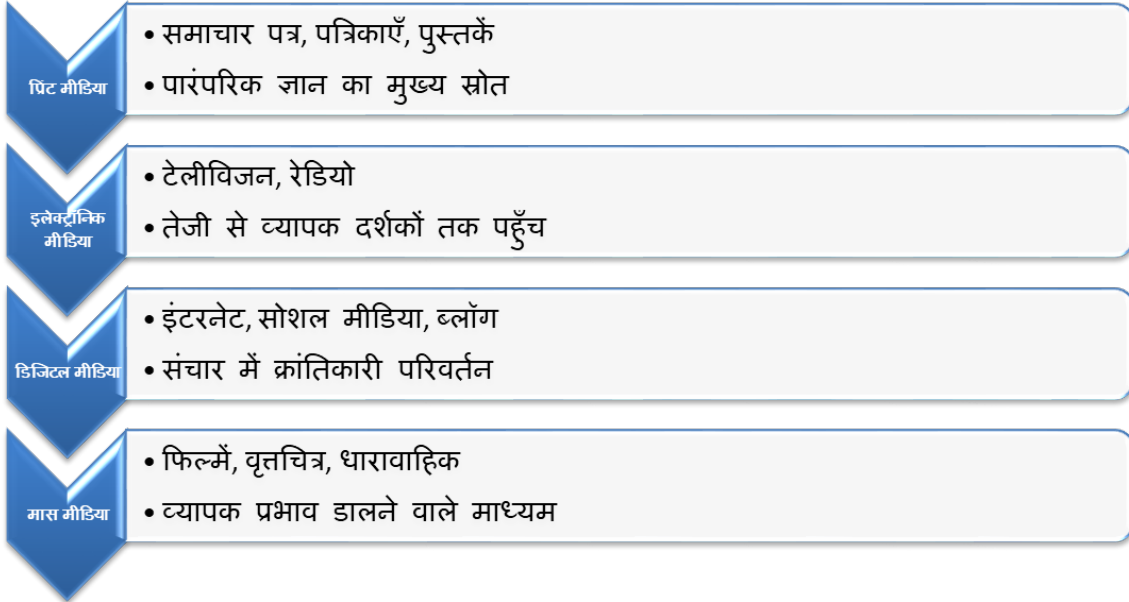 प्रिंट मीडिया
• समाचार पत्र, पत्रिकाएँ, पुस्तकें
• पारंपरिक ज्ञान का मुख्य स्रोत
इलेक्ट्रॉनिक
मीडिया
• टेलीविजन, रेडियो
• तेजी से व्यापक दर्शकों तक पहुँच
डिजिटल मीडिया
• इंटरनेट, सोशल मीडिया, ब्लॉग
• संचार में क्रांतिकारी परिवर्तन
मास मीडिया
• फिल्में, वृत्तचित्र, धारावाहिक
• व्यापक प्रभाव डालने वाले माध्यम